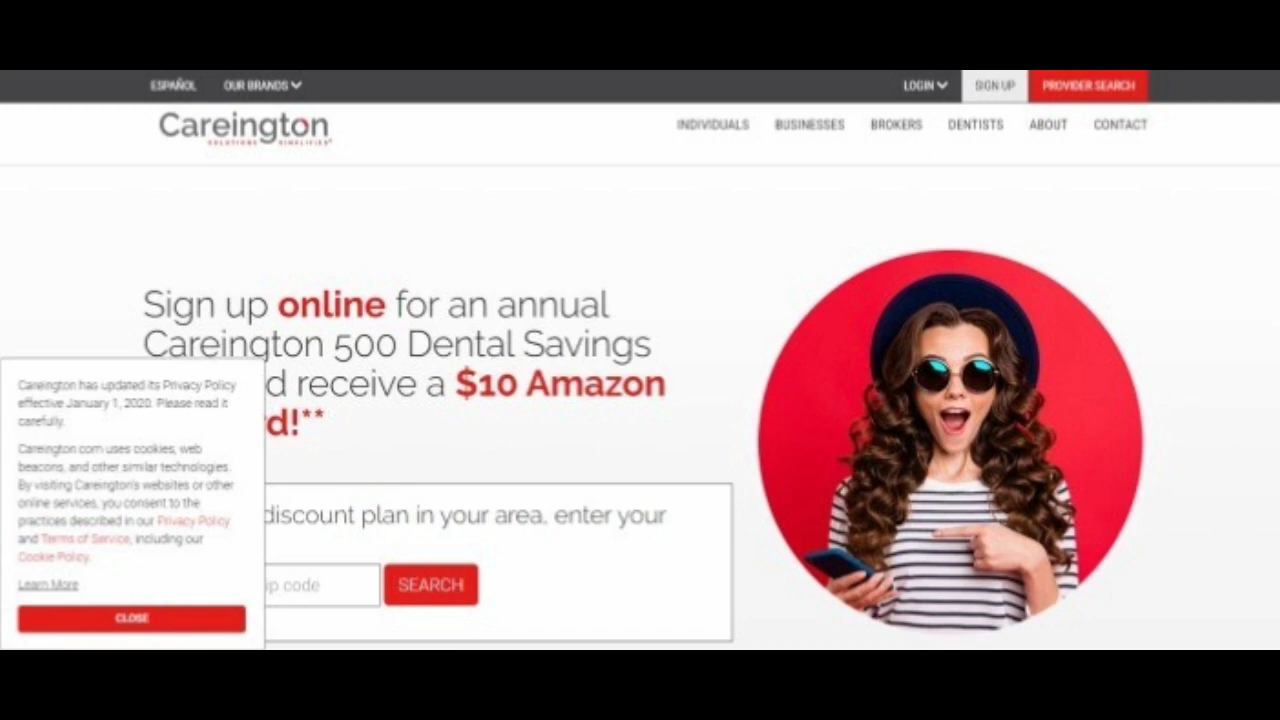 ESPAÑOL OUR BRANDS LOGIN SIGN UP PROVIDER SEARCH
Careington
SOLUTIONS SIMPLIFIED
INDIVIDUALS BUSINESSES BROKERS DENTISTS ABOUT CONTACT
Sign up online for an annual
Careington 500 Dental Savings
d receive a $10 Amazon
rd!**
discount plan in your area, enter your
ip code SEARCH
Careington has updated its Privacy Policy
effective January 1, 2020. Please read it
carefully.
Careington.com uses cookies, web
beacons, and other similar technologies.
By visiting Careington's websites or other
online services, you consent to the
practices described in our Privacy Policy
and Terms of Service, including our
Cookie Policy.
Learn More
CLOSE